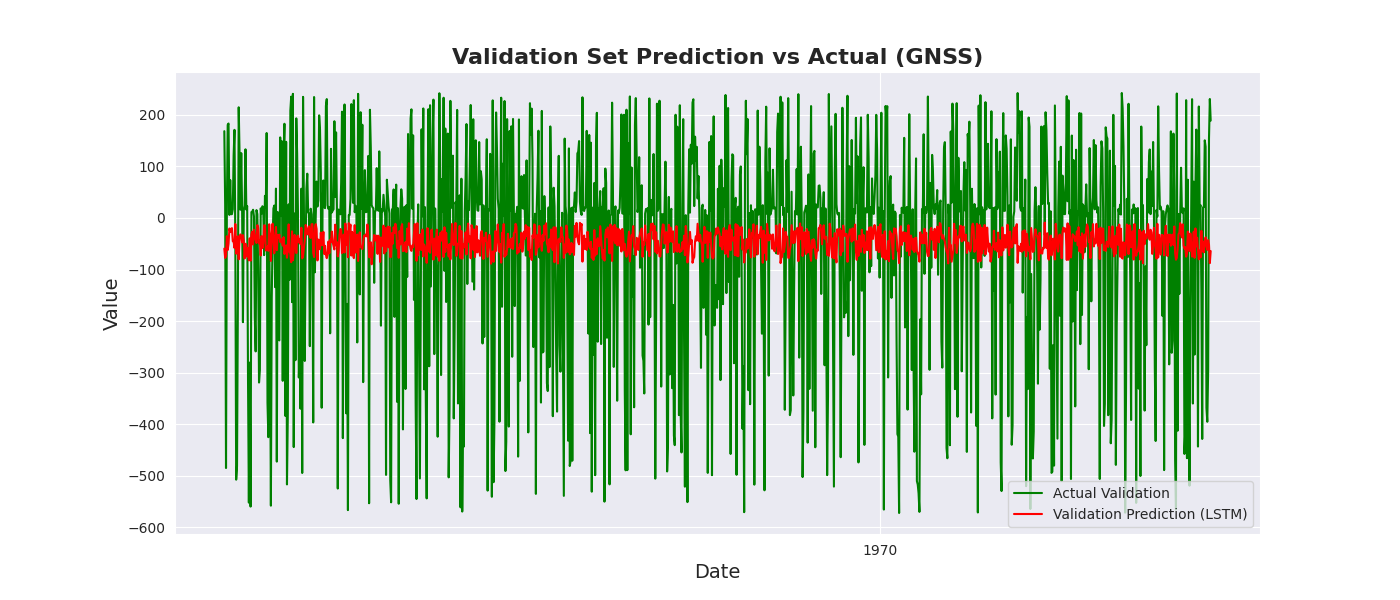 Validation Set Prediction vs Actual (GNSS)
200
100
0
−100
−200
−300
−400
−500
−600
Value
1970
Date
Actual Validation
Validation Prediction (LSTM)